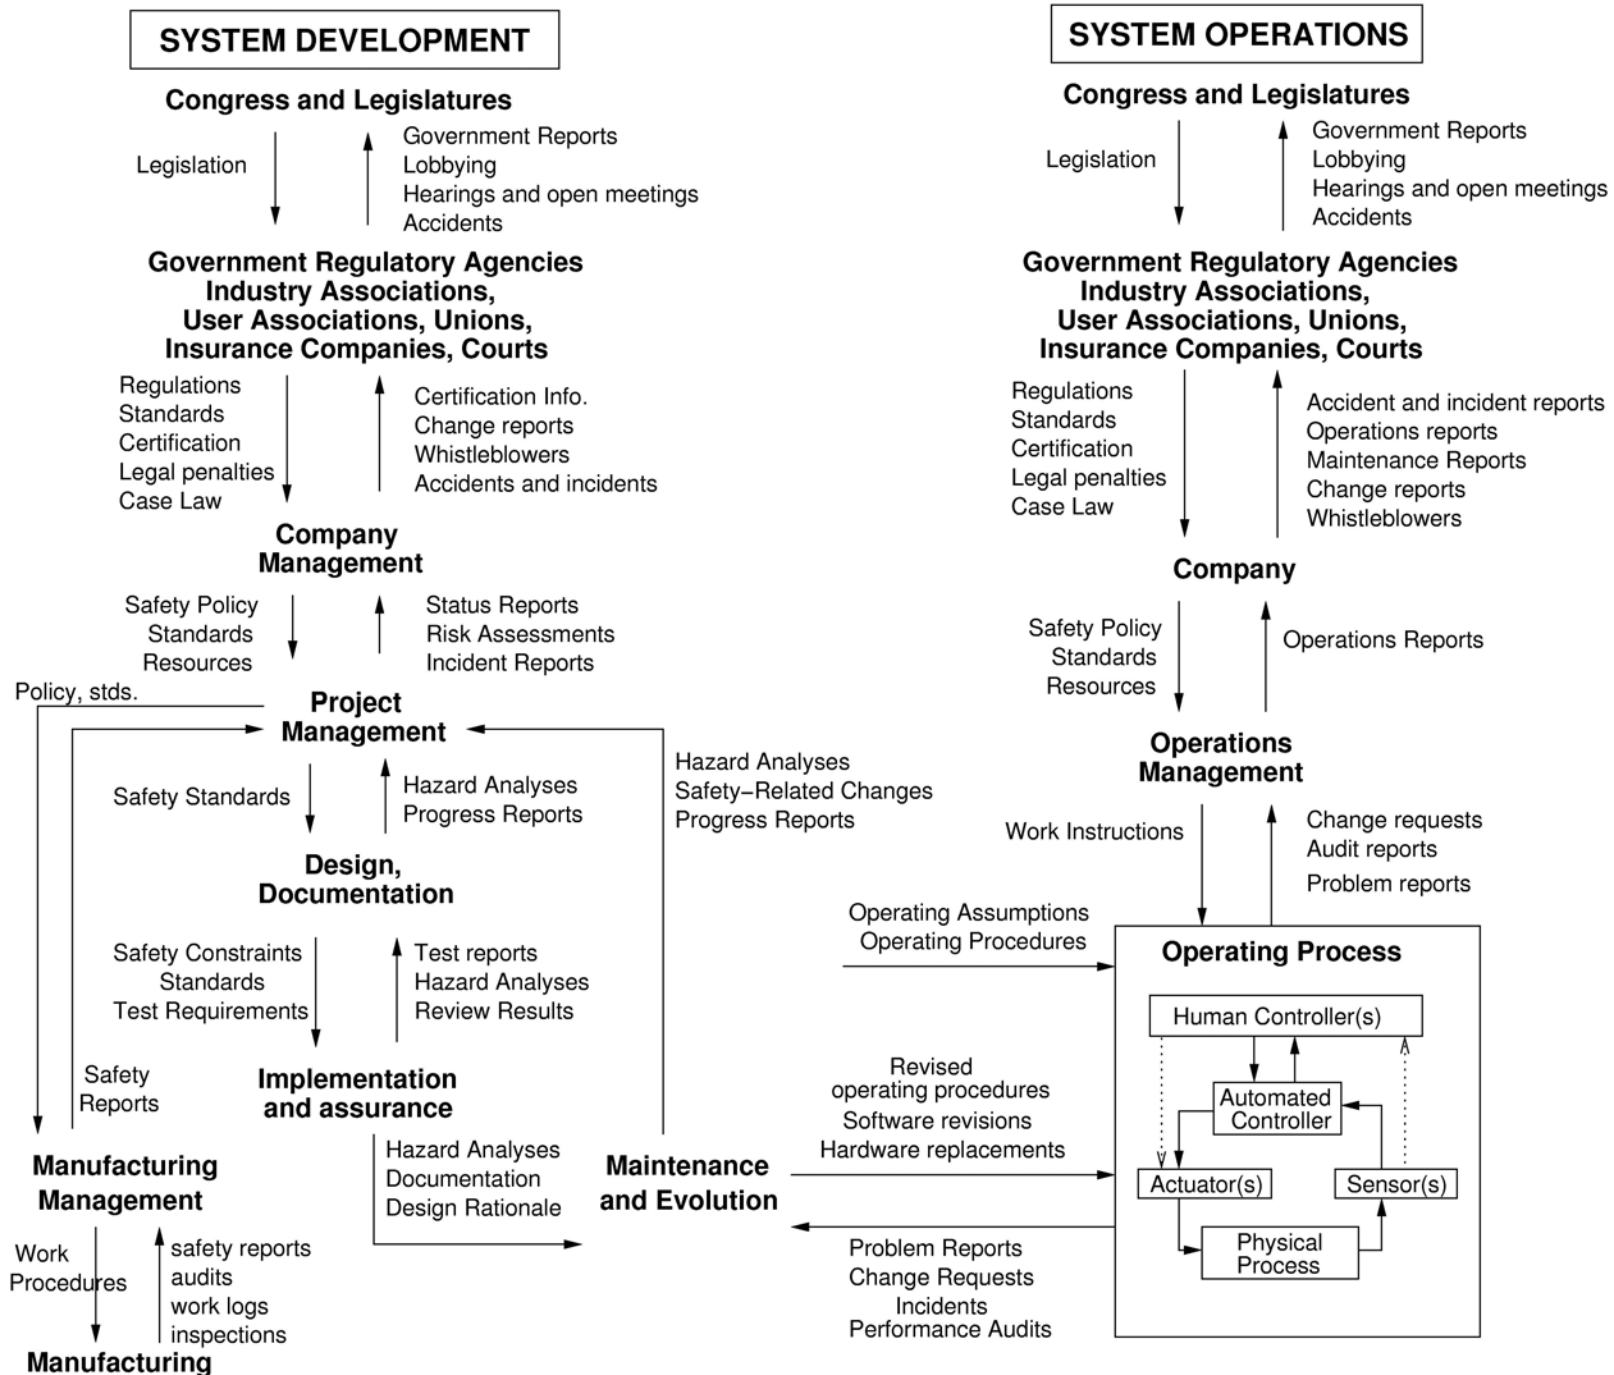 SYSTEM DEVELOPMENT
Congress and Legislatures
Legislation
Government Reports
Lobbying
Hearings and open meetings
Accidents
Government Regulatory Agencies
Industry Associations,
User Associations, Unions,
Insurance Companies, Courts
Regulations
Standards
Certification
Legal penalties
Case Law
Certification Info.
Change reports
Whistleblowers
Accidents and incidents
Company
Management
Safety Policy
Standards
Resources
Status Reports
Risk Assessments
Incident Reports
Policy, stds.
Project
Management
Safety Standards
Hazard Analyses
Progress Reports
Hazard Analyses
Safety−Related Changes
Progress Reports
Design,
Documentation
Safety Constraints
Standards
Test Requirements
Test reports
Hazard Analyses
Review Results
Safety
Reports
Implementation
and assurance
Hazard Analyses
Documentation
Design Rationale
Manufacturing
Management
Work
Procedures
safety reports
audits
work logs
inspections
Manufacturing
Maintenance
and Evolution
SYSTEM OPERATIONS
Congress and Legislatures
Legislation
Government Reports
Lobbying
Hearings and open meetings
Accidents
Government Regulatory Agencies
Industry Associations,
User Associations, Unions,
Insurance Companies, Courts
Regulations
Standards
Certification
Legal penalties
Case Law
Accident and incident reports
Operations reports
Maintenance Reports
Change reports
Whistleblowers
Company
Safety Policy
Standards
Resources
Operations Reports
Operations
Management
Work Instructions
Change requests
Audit reports
Problem reports
Operating Assumptions
Operating Procedures
Revised
operating procedures
Software revisions
Hardware replacements
Problem Reports
Change Requests
Incidents
Performance Audits
Operating Process
Human Controller(s)
Automated
Controller
Actuator(s)
Sensor(s)
Physical
Process